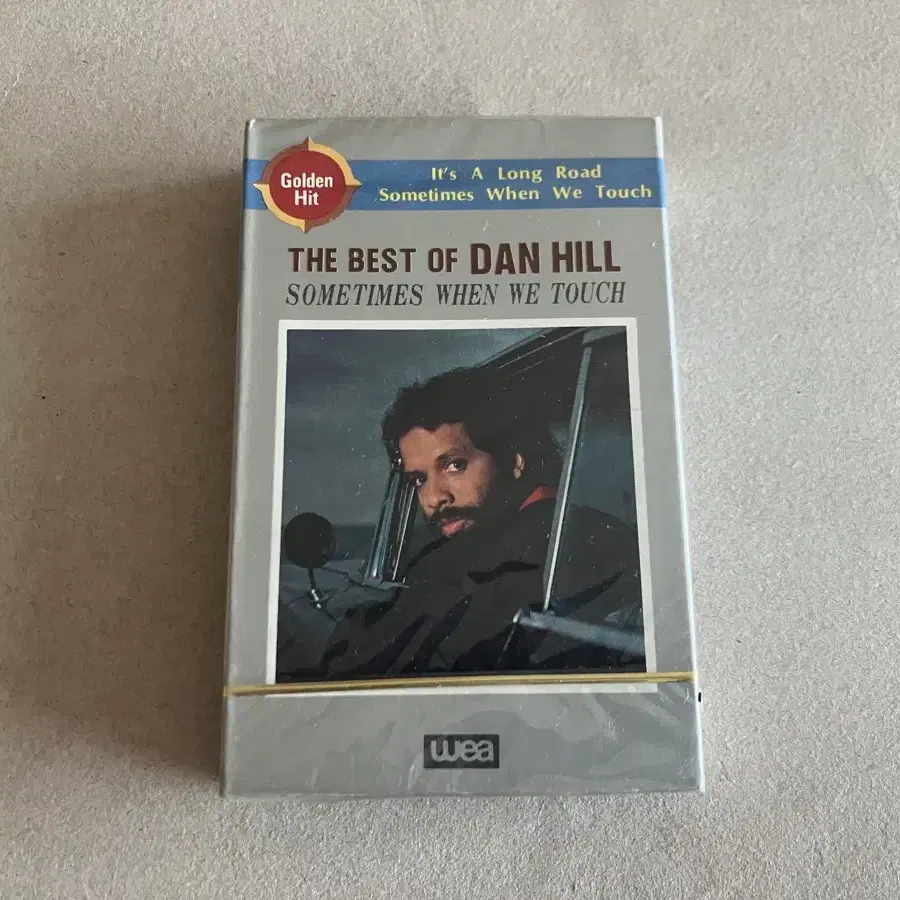 Golden
Hit
It's A Long Road
Sometimes When We Touch
THE BEST OF DAN HILL
SOMETIMES WHEN WE TOUCH
wea